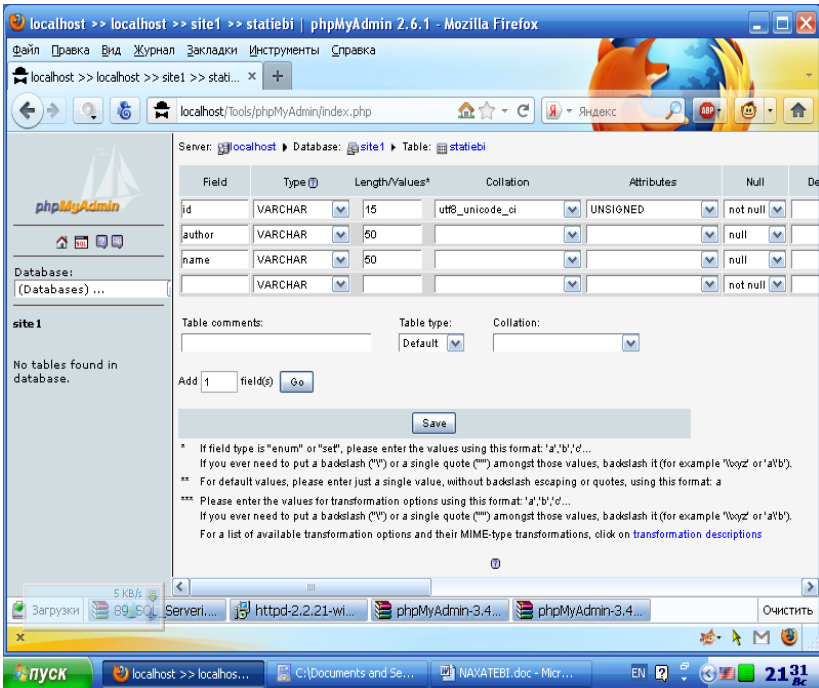 localhost >> localhost >> site1 >> statiebi | phpMyAdmin 2.6.1 - Mozilla Firefox
Файл Правка Вид Журнал Закладки Инструменты Справка
localhost >> localhost >> site1 >> stati... × +
localhost/Tools/phpMyAdmin/index.php Я Яндекс ABP
phpMyAdmin
SQL
Database:
(Databases) ...
site1
No tables found in
database.
Server: localhost Database: site1 Table: statiebi
Field Type Length/Values* Collation Attributes Null De
id VARCHAR 15 utf8_unicode_ci UNSIGNED not null
author VARCHAR 50 null
name VARCHAR 50 null
VARCHAR not null
Table comments: Table type: Collation:
Default
Add 1 field(s) Go
Save
* If field type is "enum" or "set", please enter the values using this format: 'a','b','c'...
If you ever need to put a backslash ("\") or a single quote ("'") amongst those values, backslash it (for example '\\xyz' or 'a\'b').
** For default values, please enter just a single value, without backslash escaping or quotes, using this format: a
*** Please enter the values for transformation options using this format: 'a','b','c'...
If you ever need to put a backslash ("\") or a single quote ("'") amongst those values, backslash it (for example '\\xyz' or 'a\'b').
For a list of available transformation options and their MIME-type transformations, click on transformation descriptions
5 KB/s
Загрузки 89_SQL_Serveri.... httpd-2.2.21-wi... phpMyAdmin-3.4... phpMyAdmin-3.4... Очистить
×
пуск localhost >> localhos... C:\Documents and Se... NAXATEBI.doc - Micr... EN 21 31 Вс